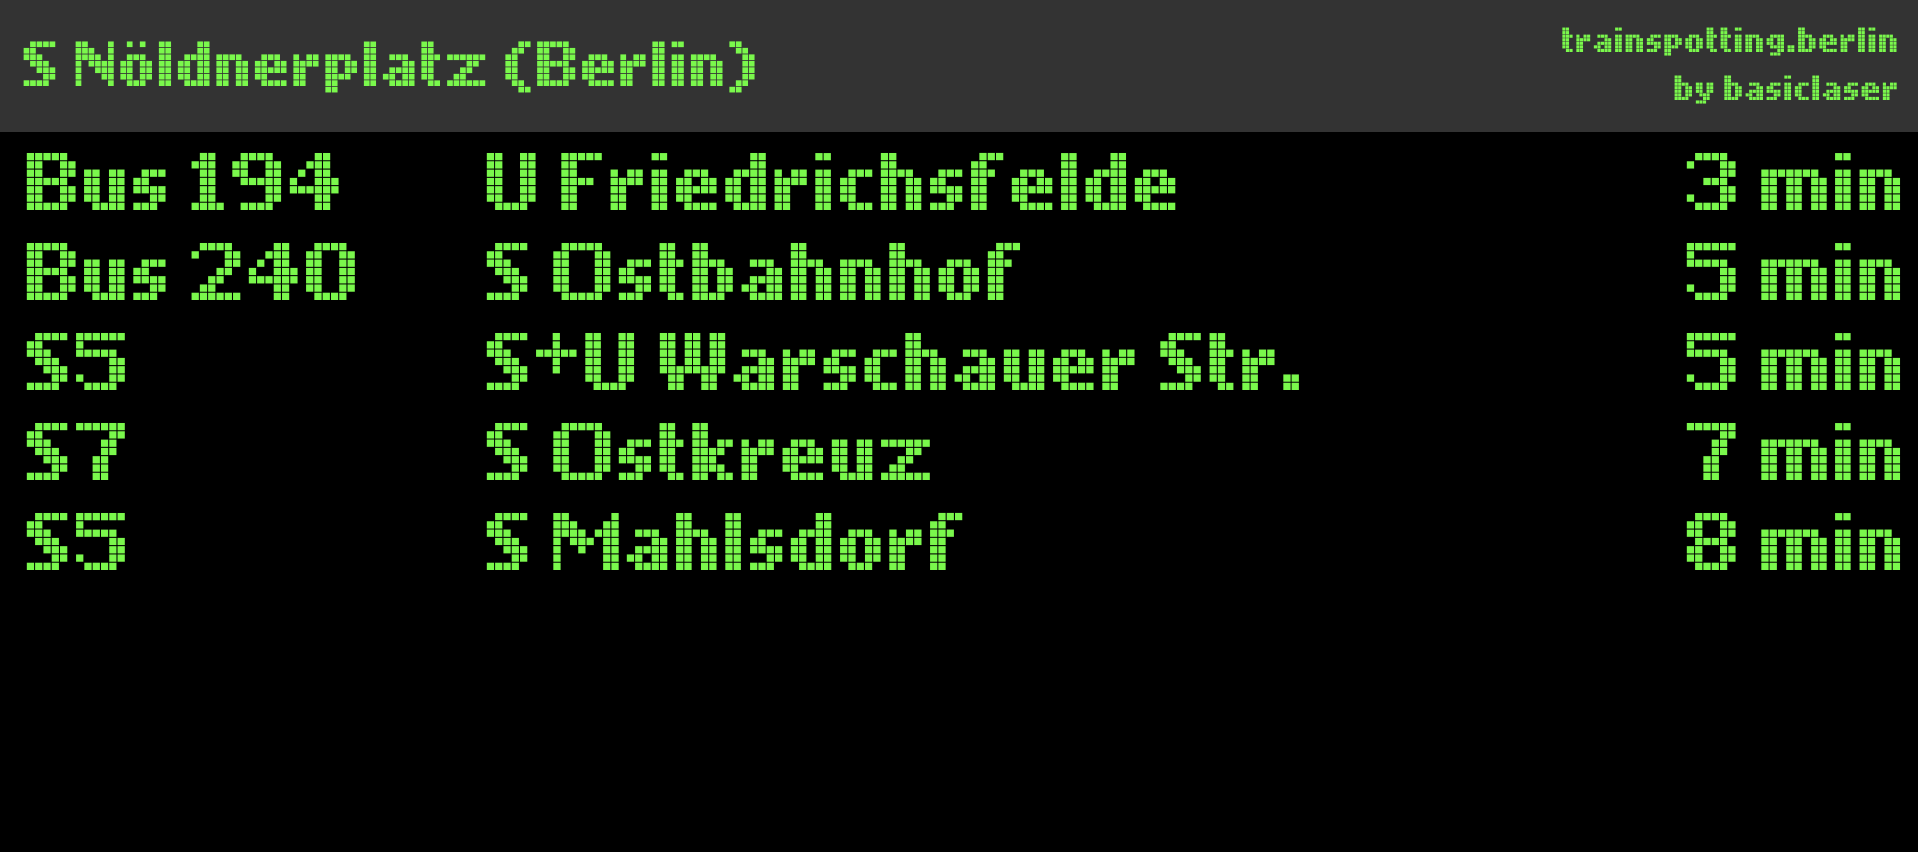 S Nöldnerplatz (Berlin)
trainspotting.berlin
by basiclaser
Bus 194 U Friedrichsfelde 3 min
Bus 240 S Ostbahnhof 5 min
S5 S+U Warschauer Str. 5 min
S7 S Ostkreuz 7 min
S5 S Mahlsdorf 8 min